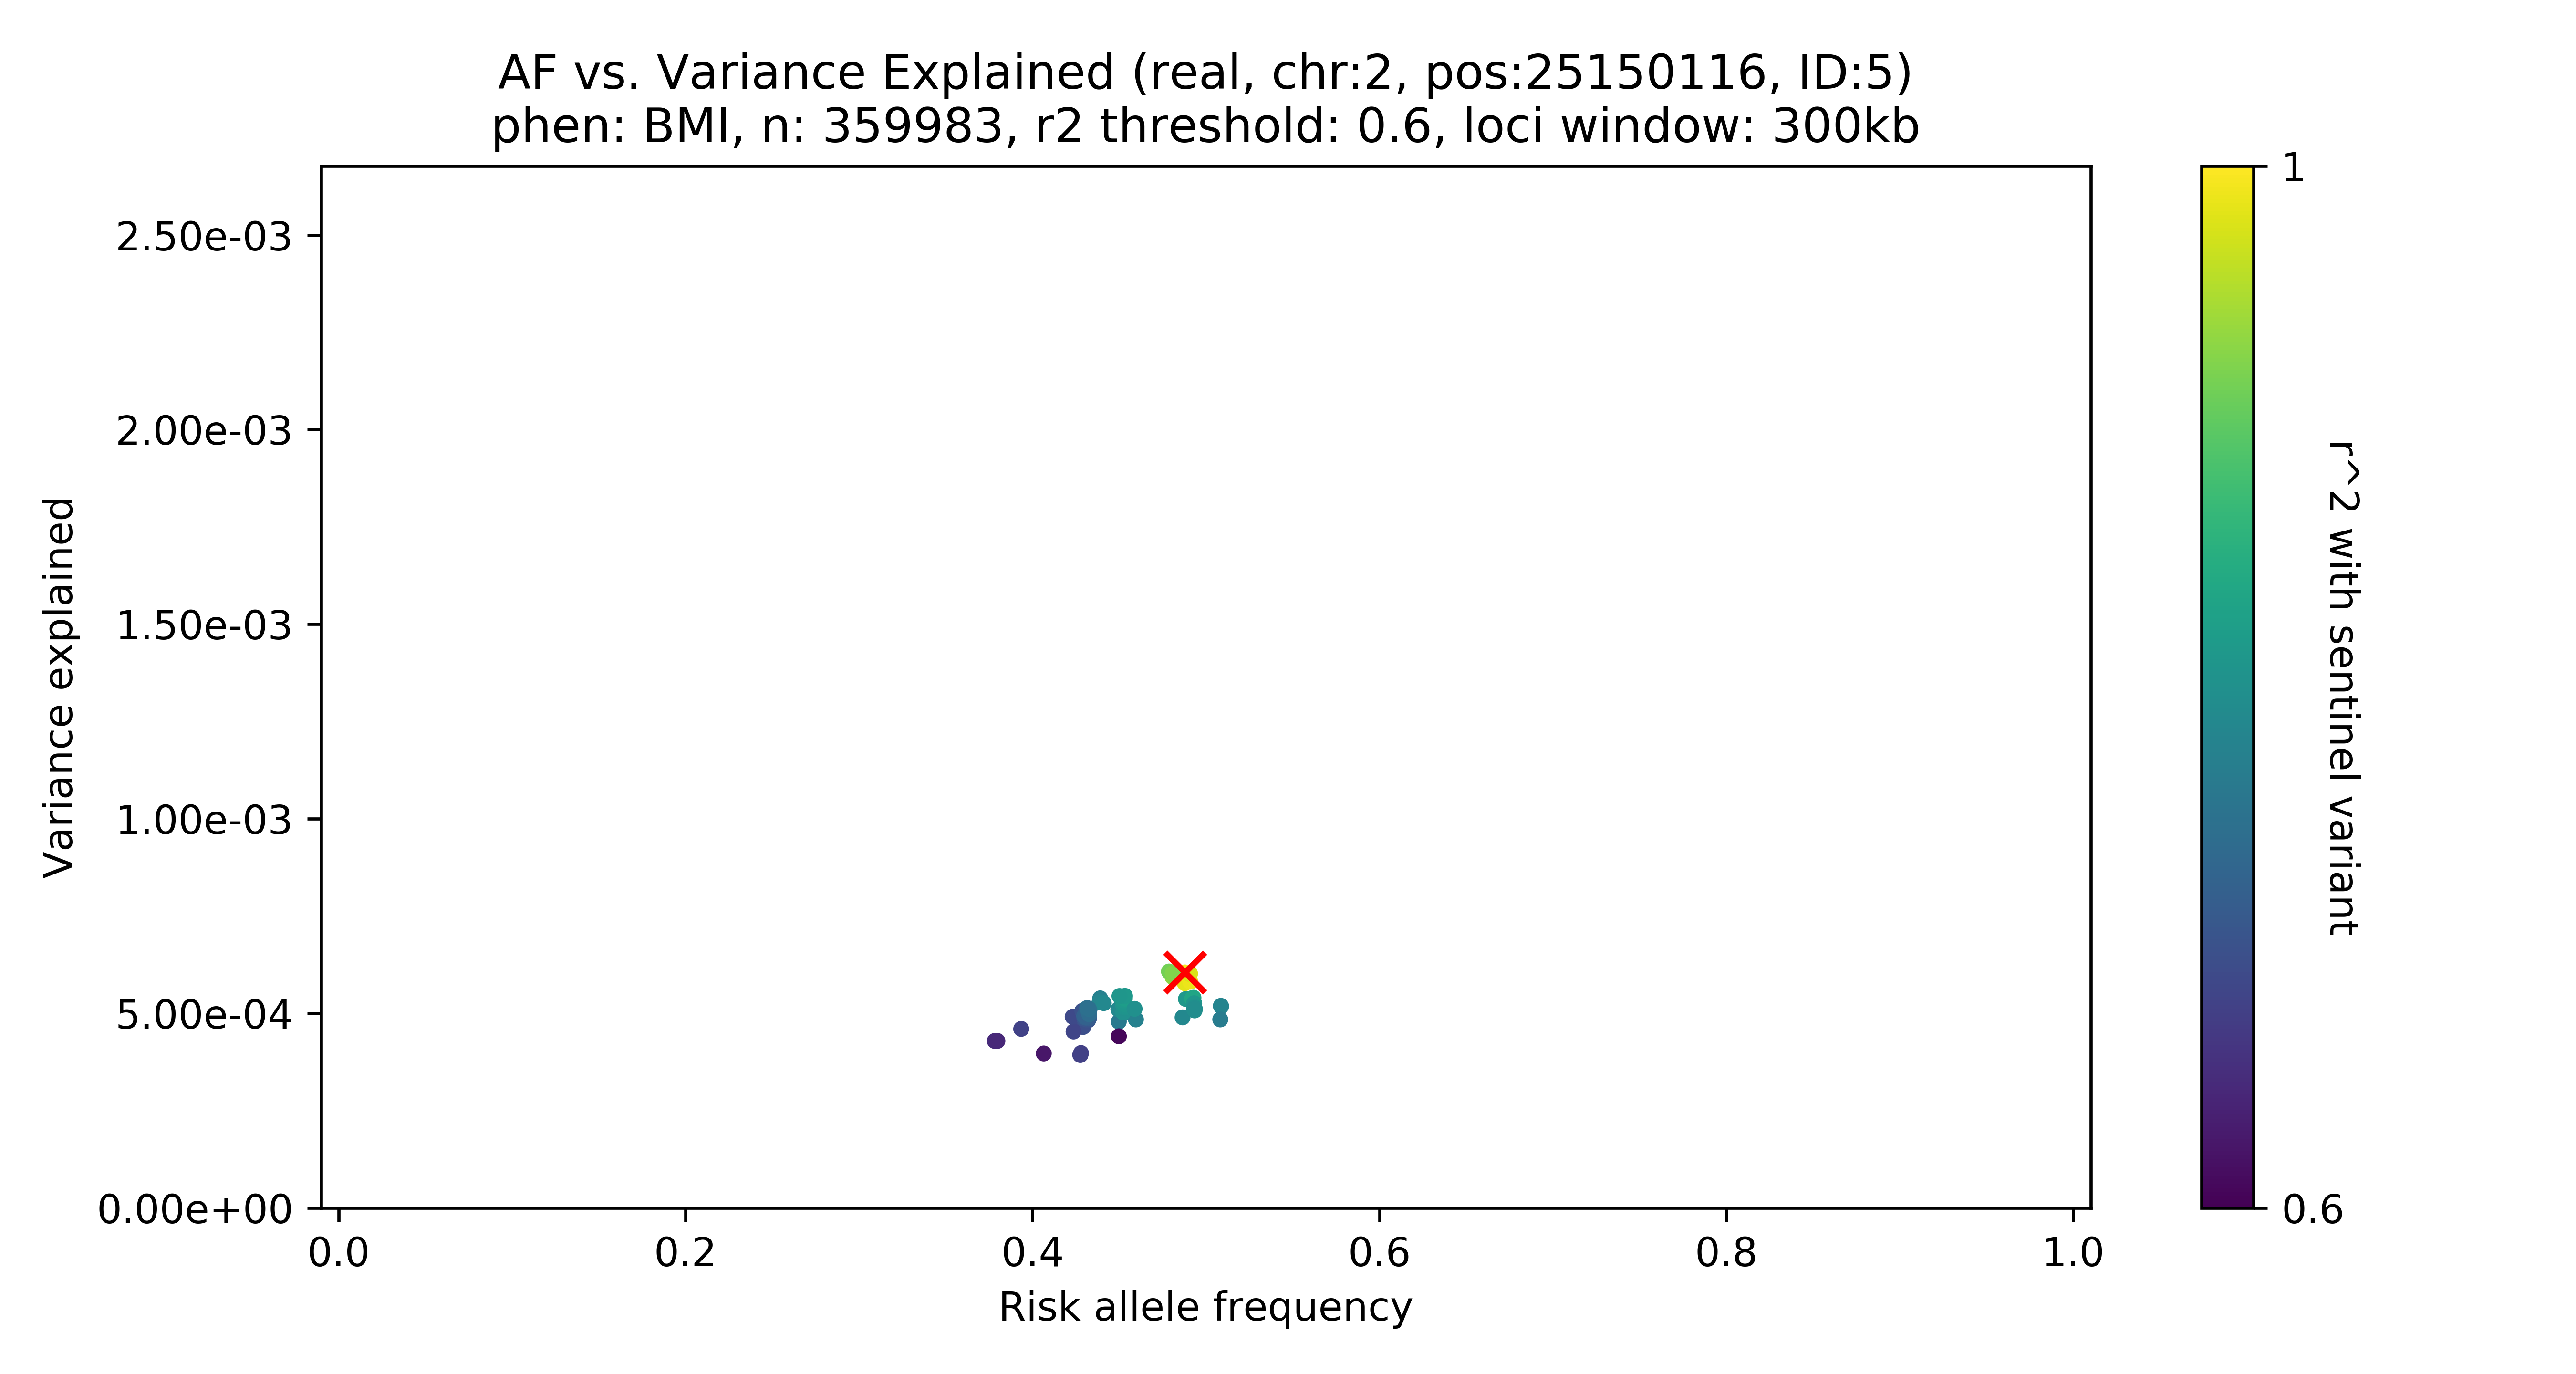 AF vs. Variance Explained (real, chr:2, pos:25150116, ID:5)
phen: BMI, n: 359983, r2 threshold: 0.6, loci window: 300kb
Variance explained
2.50e-03
2.00e-03
1.50e-03
1.00e-03
5.00e-04
0.00e+00
0.0 0.2 0.4 0.6 0.8 1.0
Risk allele frequency
1
0.6
r^2 with sentinel variant